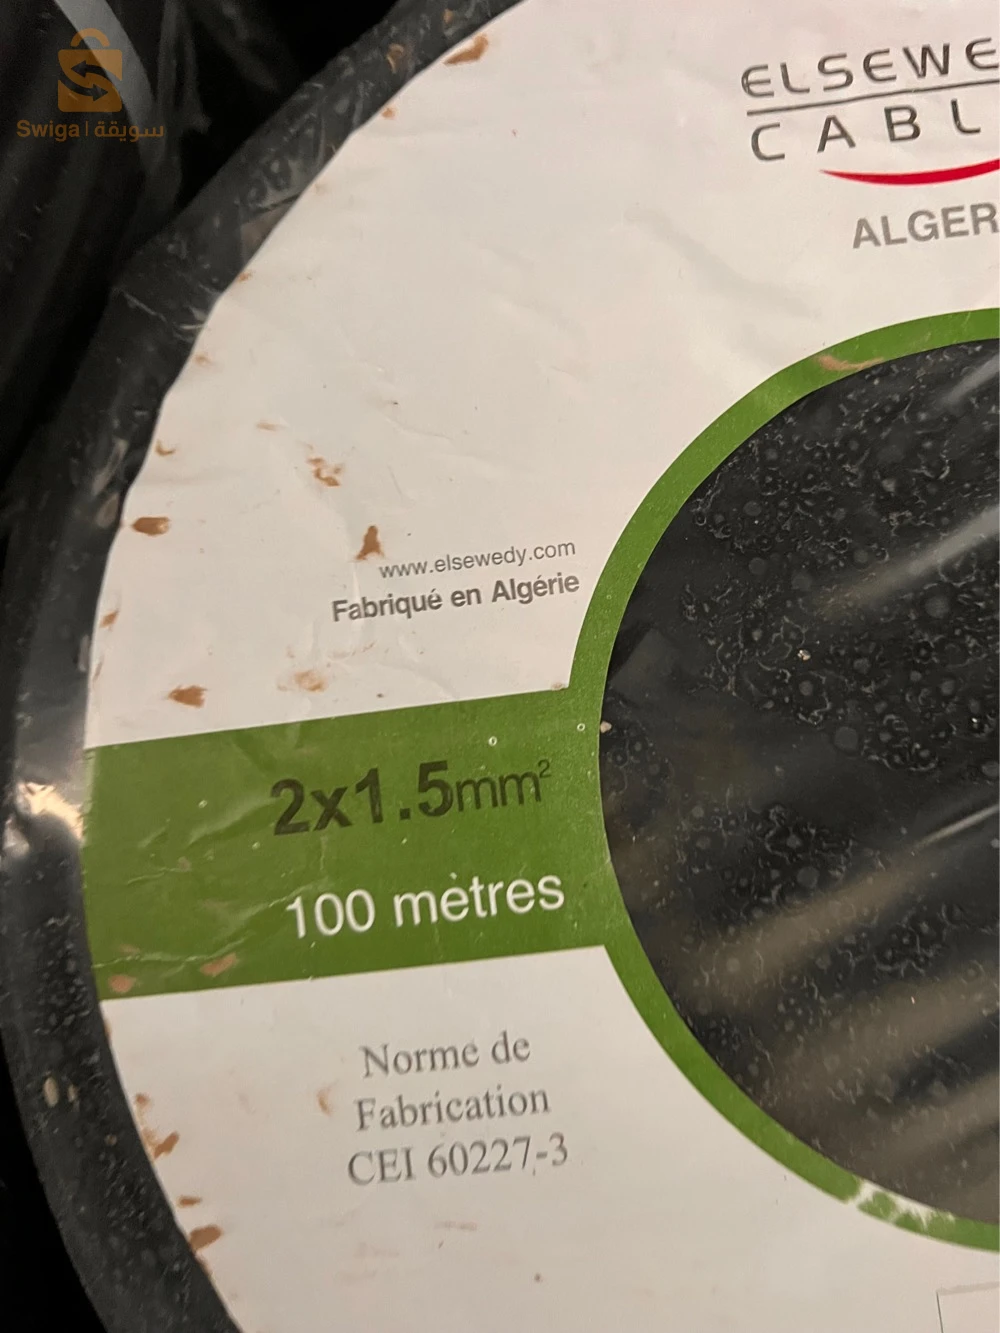 Swiga | سويقة
ELSEWE
CABL
ALGER
www.elsewedy.com
Fabriqué en Algérie
2x1.5mm²
100 mètres
Norme de
Fabrication
CEI 60227-3